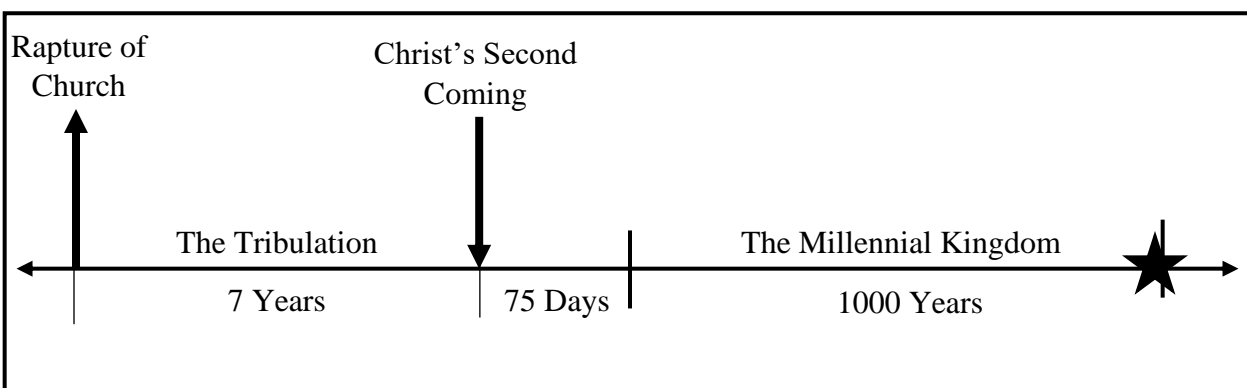 Rapture of
Church
Christ’s Second
Coming
The Tribulation
The Millennial Kingdom
7 Years
75 Days
1000 Years